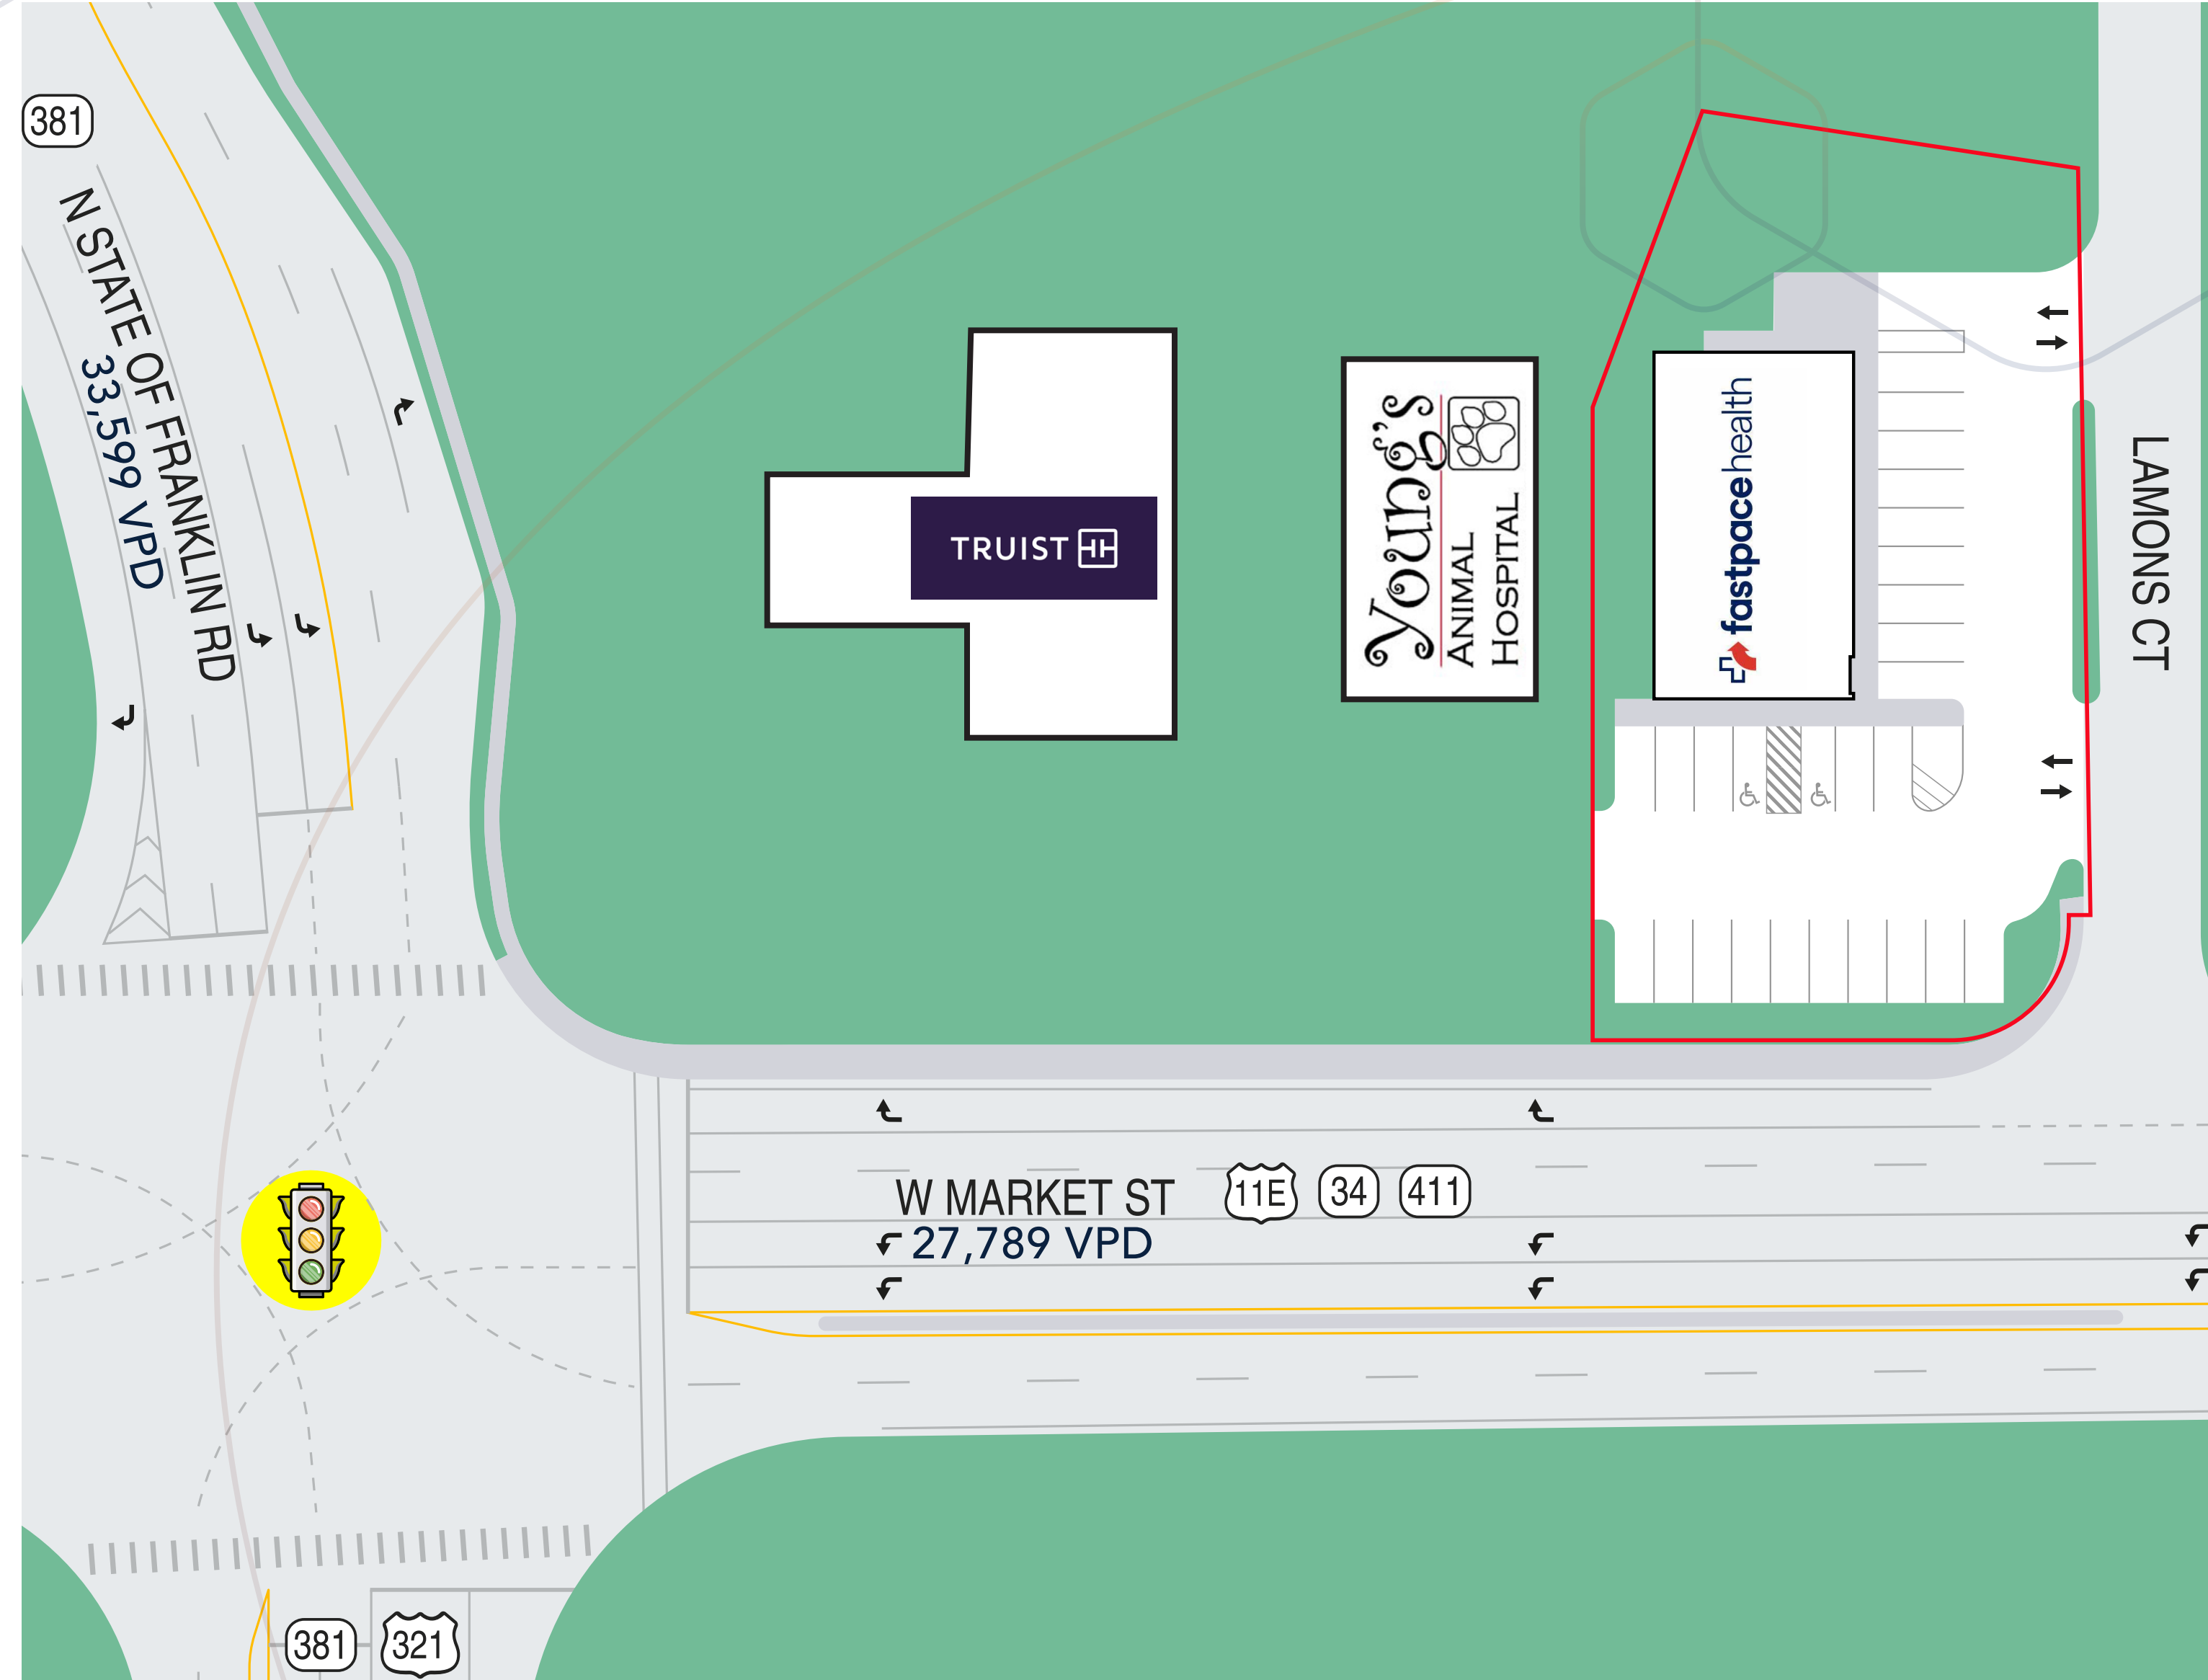 381
N STATE OF FRANKLIN RD
33,599 VPD
TRUIST
Young's
ANIMAL
HOSPITAL
fastpace health
LAMONS CT
W MARKET ST
11E
34
411
27,789 VPD
381
321